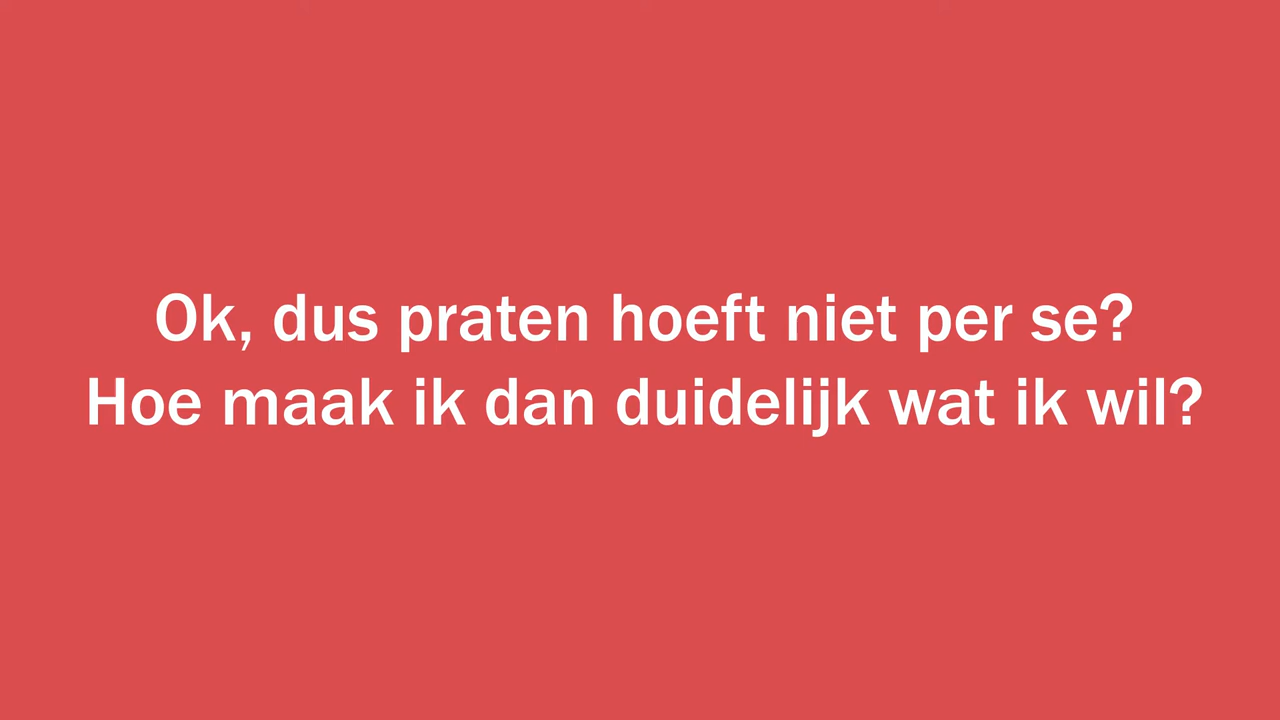 Ok, dus praten hoeft niet per se?
Hoe maak ik dan duidelijk wat ik wil?